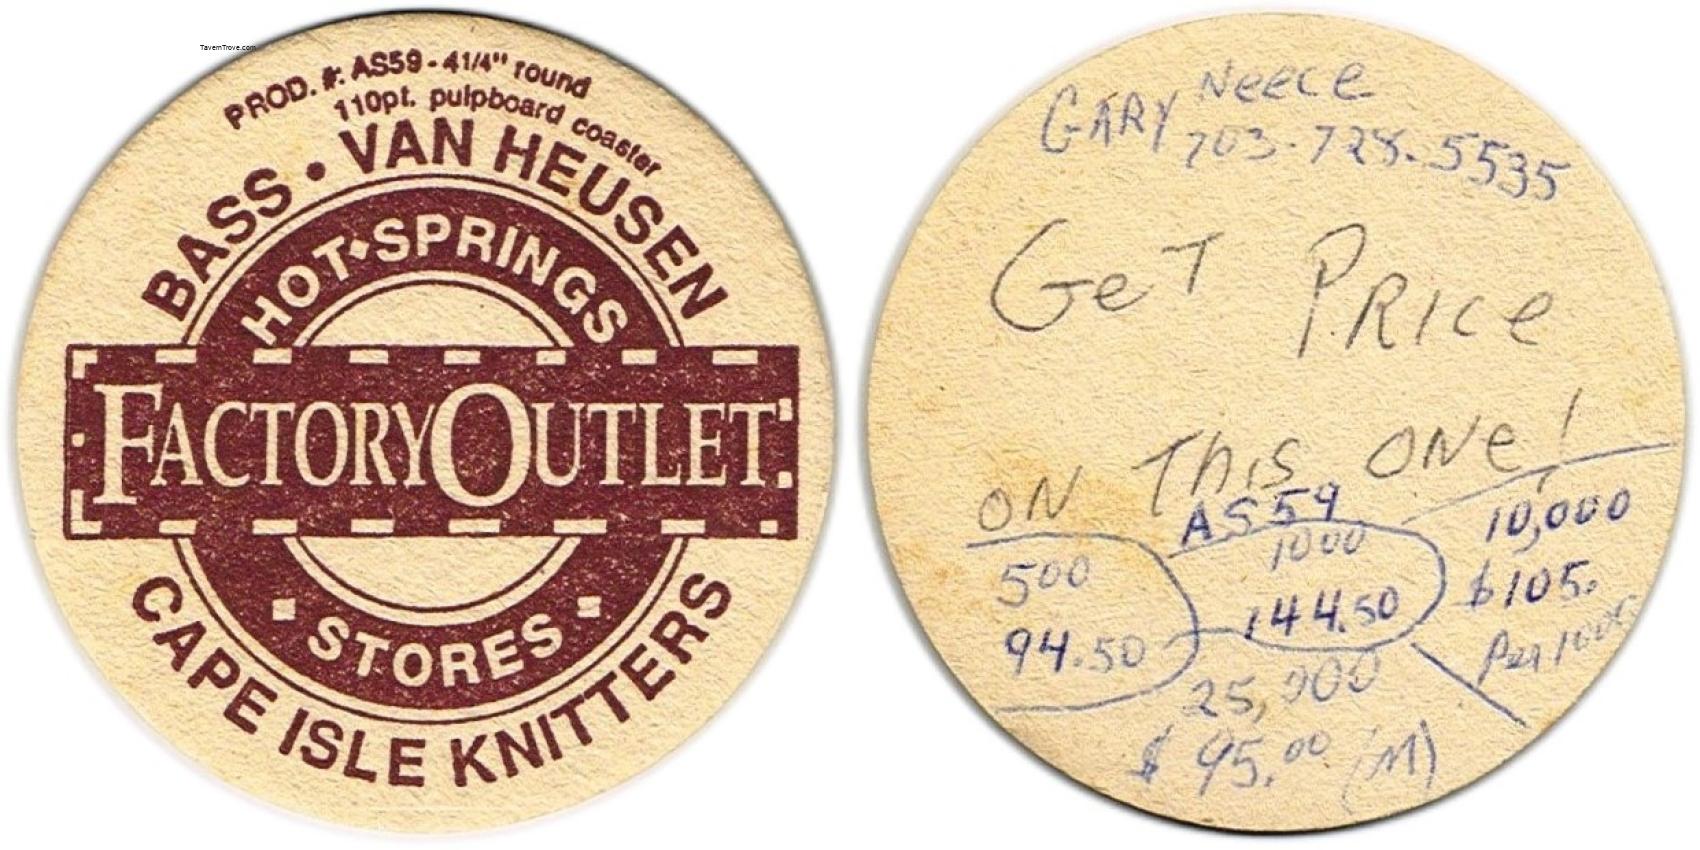 TavernTrove.com
PROD. #: AS59 - 4 1/4" round
110pt. pulpboard coaster
BASS • VAN HEUSEN
HOT • SPRINGS
FACTORY OUTLET
• STORES •
CAPE ISLE KNITTERS
GARY Neece
703-728-5535
GeT PRICe
ON THis ONe!
AS59
500
94.50
1000
144.50
10,000
$105.
Per 1000
25,000
$95.00 (M)